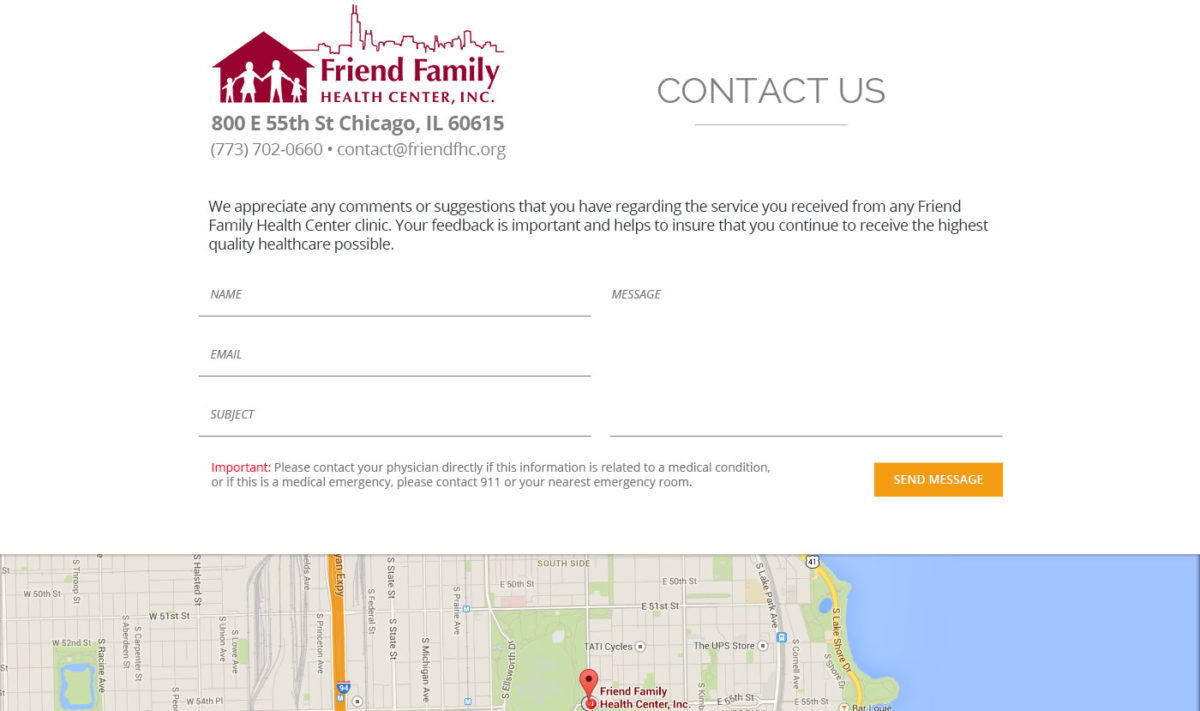 Friend Family
HEALTH CENTER, INC.
800 E 55th St Chicago, IL 60615
(773) 702-0660 • contact@friendfhc.org
CONTACT US
We appreciate any comments or suggestions that you have regarding the service you received from any Friend
Family Health Center clinic. Your feedback is important and helps to insure that you continue to receive the highest
quality healthcare possible.
NAME
MESSAGE
EMAIL
SUBJECT
Important: Please contact your physician directly if this information is related to a medical condition,
or if this is a medical emergency, please contact 911 or your nearest emergency room.
SEND MESSAGE
SOUTH SIDE
41
St
W 50th St
S Throop St
S Halsted St
elds Ave
yan Expy
S State St
E 50th St
E 50th St
S Lake Park Ave
W 51st St
S Federal St
S Prairie Ave
M
E 51st St
S Aberdeen St
S Carpenter St
S Union Ave
S Lowe Ave
S Princeton Ave
S State St
S Michigan Ave
S Ellsworth Dr
TATI Cycles
The UPS Store
S Cornell Ave
S Lake Shore Dr
W 52nd St
S Racine Ave
St
94
M
M
Friend Family
Health Center, Inc.
S Kimb
E 55th St
S Shore Dr
E 55th St
W 54th Pl
S Peo
Bar Louie